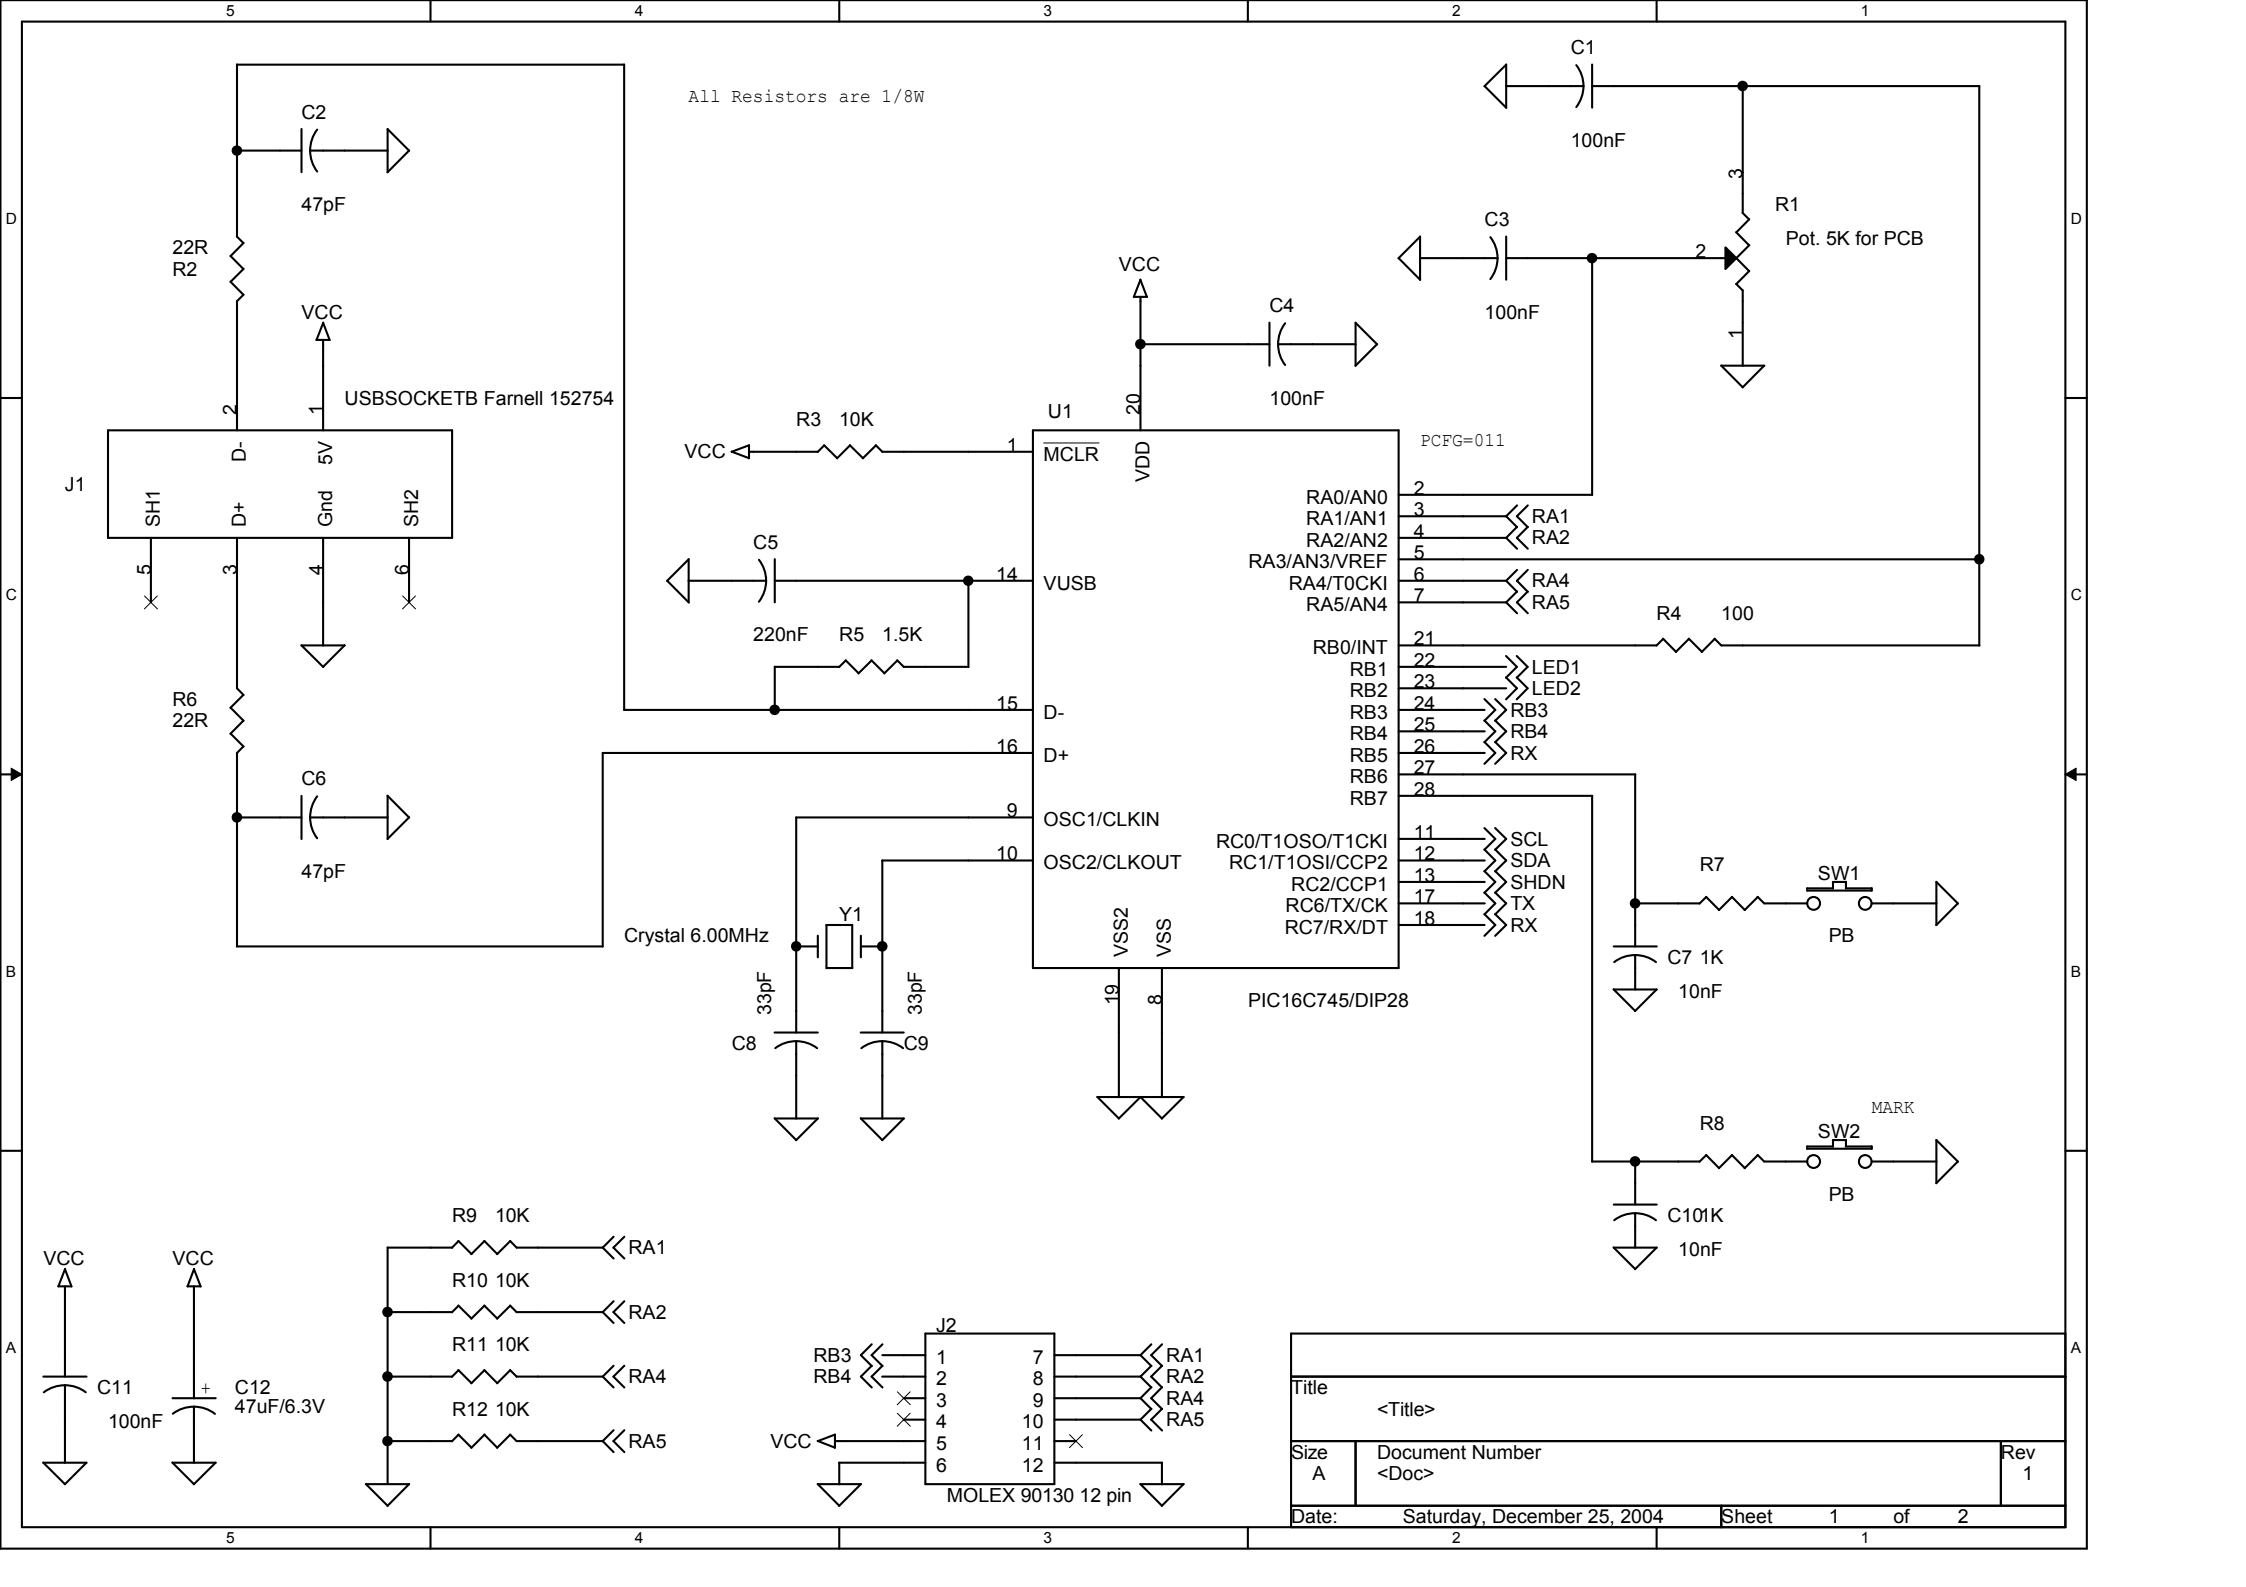 5 4 3 2 1
All Resistors are 1/8W
C1
100nF
C2
47pF
D
D
22R
R2
3
R1
Pot. 5K for PCB
2
1
C3
100nF
VCC
C4
100nF
VCC
USBSOCKETB Farnell 152754
2
1
J1
D-
5V
SH1
D+
Gnd
SH2
5
3
4
6
R3 10K
VCC
U1
20
PCFG=011
1
MCLR
VDD
RA0/AN0 2
RA1/AN1 3 RA1
RA2/AN2 4 RA2
RA3/AN3/VREF 5
RA4/T0CKI 6 RA4
RA5/AN4 7 RA5
C
C
C5
220nF
14
VUSB
R5 1.5K
R4 100
RB0/INT 21
RB1 22 LED1
RB2 23 LED2
RB3 24 RB3
RB4 25 RB4
RB5 26 RX
RB6 27
RB7 28
15
D-
16
D+
R6
22R
C6
47pF
9
OSC1/CLKIN
10
OSC2/CLKOUT
RC0/T1OSO/T1CKI 11 SCL
RC1/T1OSI/CCP2 12 SDA
RC2/CCP1 13 SHDN
RC6/TX/CK 17 TX
RC7/RX/DT 18 RX
VSS2
VSS
19
8
PIC16C745/DIP28
Crystal 6.00MHz
Y1
33pF
33pF
C8
C9
B
B
R7
SW1
PB
C7 1K
10nF
MARK
R8
SW2
PB
C10 1K
10nF
VCC
VCC
C11
100nF
+
C12
47uF/6.3V
R9 10K
RA1
R10 10K
RA2
R11 10K
RA4
R12 10K
RA5
J2
RB3 1 7 RA1
RB4 2 8 RA2
3 9 RA4
4 10 RA5
VCC 5 11
6 12
MOLEX 90130 12 pin
A
A
Title
<Title>
Size
A
Document Number
<Doc>
Rev
1
Date: Saturday, December 25, 2004 Sheet 1 of 2
5 4 3 2 1